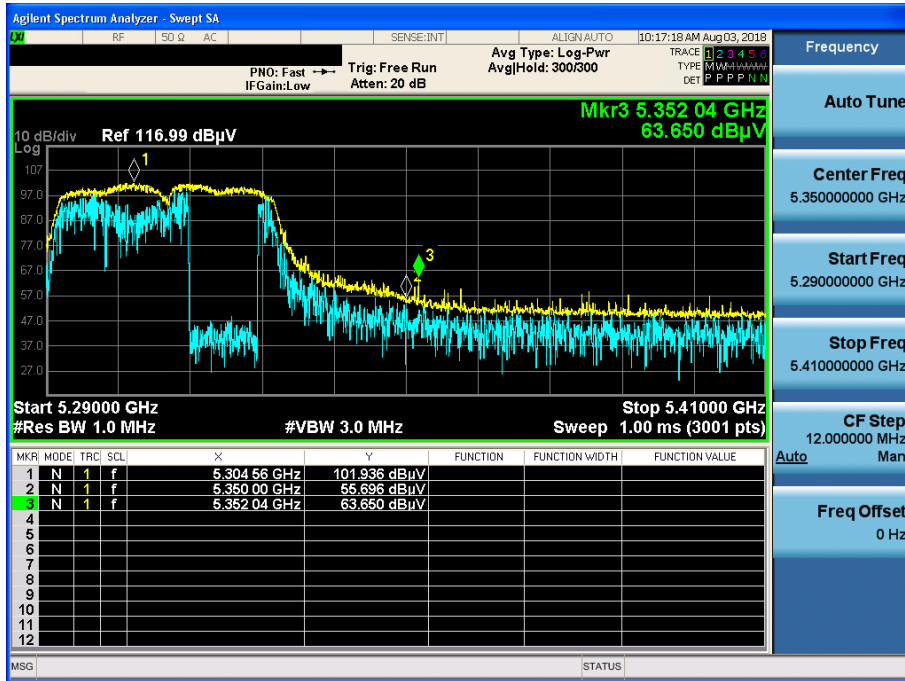 Agilent Spectrum Analyzer - Swept SA
LXI RF 50 Ω AC SENSE:INT ALIGN AUTO 10:17:18 AM Aug 03, 2018
Frequency
PNO: Fast Trig: Free Run Avg Type: Log-Pwr TRACE 1 2 3 4 5 6
IFGain:Low Atten: 20 dB Avg|Hold: 300/300 TYPE M
DET P P P P N N
Auto Tune
Mkr3 5.352 04 GHz
63.650 dBµV
10 dB/div Ref 116.99 dBµV
Log
107
97.0
87.0
77.0
67.0
57.0
47.0
37.0
27.0
1
2
3
Start 5.29000 GHz Stop 5.41000 GHz
#Res BW 1.0 MHz #VBW 3.0 MHz Sweep 1.00 ms (3001 pts)
Center Freq
5.350000000 GHz
Start Freq
5.290000000 GHz
Stop Freq
5.410000000 GHz
CF Step
12.000000 MHz
Auto Man
Freq Offset
0 Hz
MKR MODE TRC SCL X Y FUNCTION FUNCTION WIDTH FUNCTION VALUE
1 N 1 f 5.304 56 GHz 101.936 dBµV
2 N 1 f 5.350 00 GHz 55.696 dBµV
3 N 1 f 5.352 04 GHz 63.650 dBµV
4
5
6
7
8
9
10
11
12
MSG STATUS